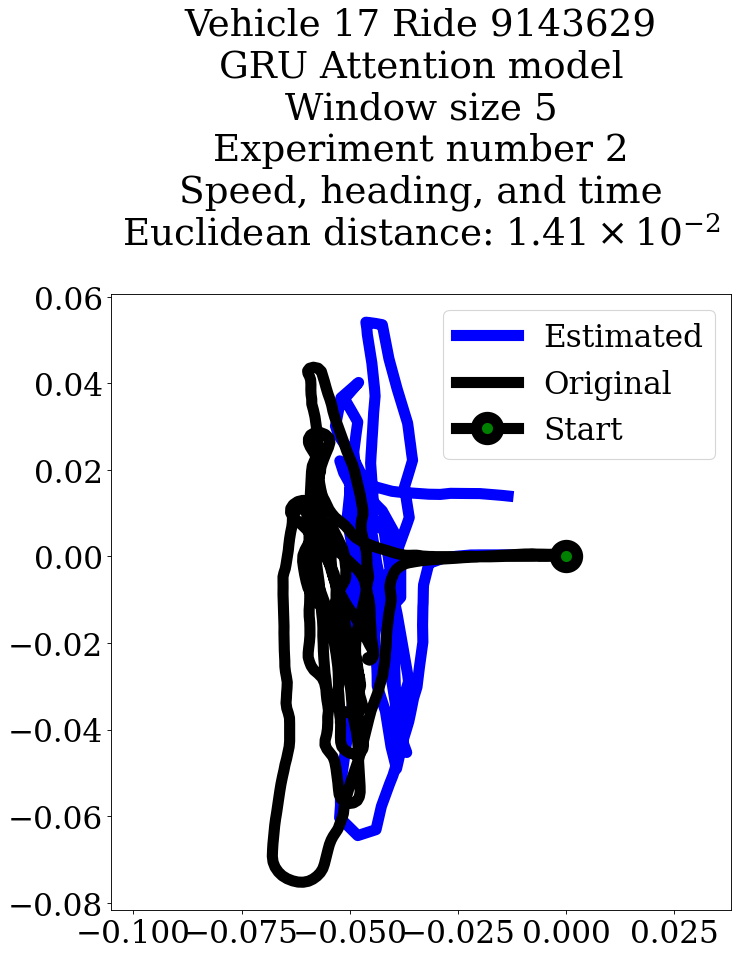 Vehicle 17 Ride 9143629
GRU Attention model
Window size 5
Experiment number 2
Speed, heading, and time
Euclidean distance: 1.41 × 10⁻²
0.06
0.04
0.02
0.00
−0.02
−0.04
−0.06
−0.08
Estimated
Original
Start
−0.100 −0.075 −0.050 −0.025 0.000 0.025